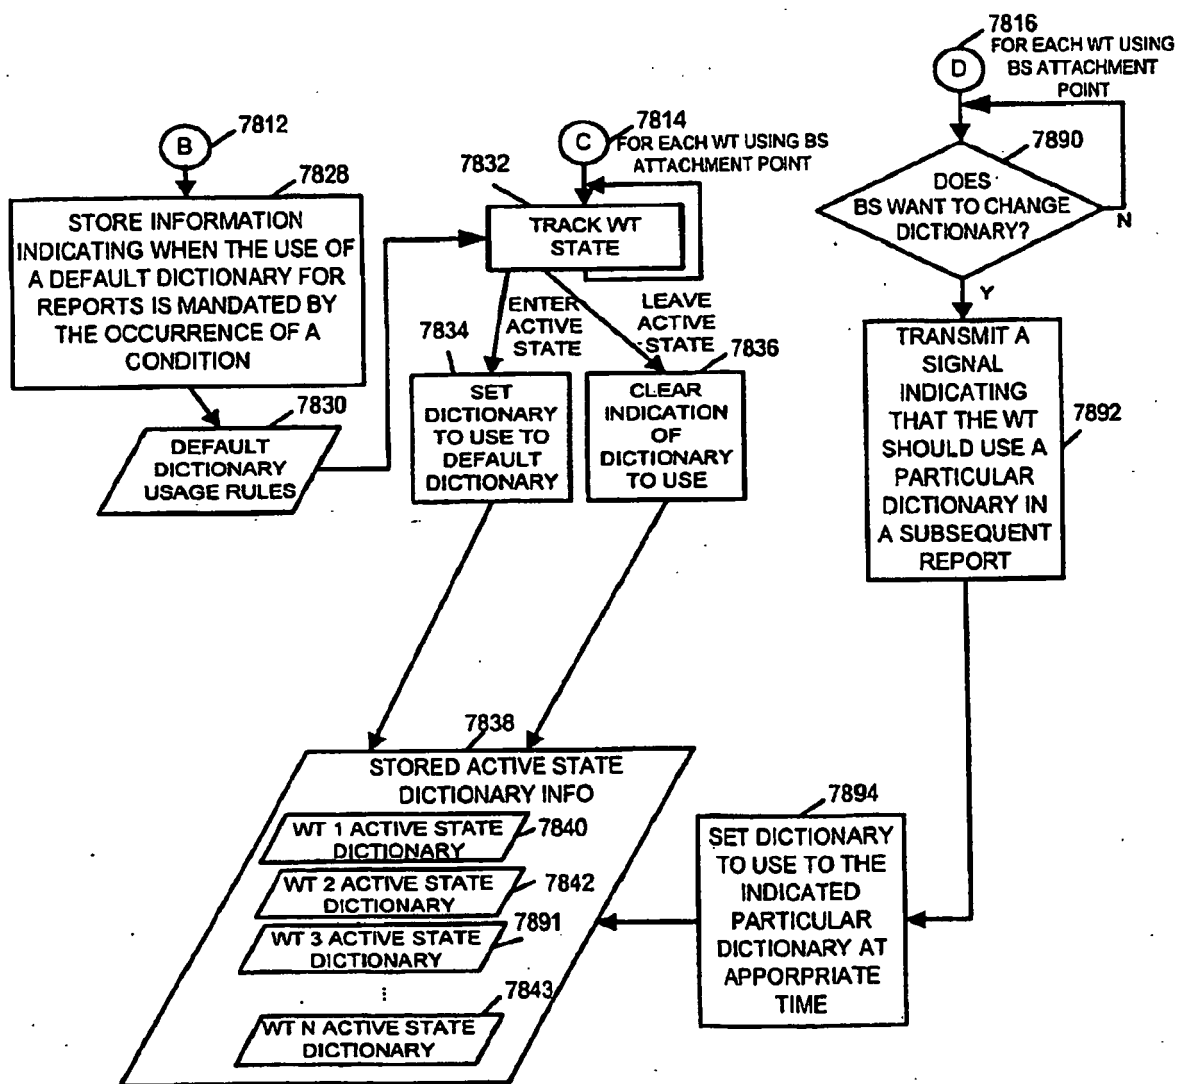 B
7812
7828
STORE INFORMATION
INDICATING WHEN THE USE OF
A DEFAULT DICTIONARY FOR
REPORTS IS MANDATED BY
THE OCCURRENCE OF A
CONDITION
7830
DEFAULT
DICTIONARY
USAGE RULES
C
7814
FOR EACH WT USING BS
ATTACHMENT POINT
7832
TRACK WT
STATE
ENTER
ACTIVE
STATE
LEAVE
ACTIVE
STATE
7834
SET
DICTIONARY
TO USE TO
DEFAULT
DICTIONARY
7836
CLEAR
INDICATION
OF
DICTIONARY
TO USE
7816
FOR EACH WT USING
BS ATTACHMENT
POINT
D
7890
DOES
BS WANT TO CHANGE
DICTIONARY?
N
Y
TRANSMIT A
SIGNAL
INDICATING
THAT THE WT
SHOULD USE A
PARTICULAR
DICTIONARY IN
A SUBSEQUENT
REPORT
7892
7838
STORED ACTIVE STATE
DICTIONARY INFO
WT 1 ACTIVE STATE
DICTIONARY
7840
WT 2 ACTIVE STATE
DICTIONARY
7842
WT 3 ACTIVE STATE
DICTIONARY
7891
⋮
WT N ACTIVE STATE
DICTIONARY
7843
7894
SET DICTIONARY
TO USE TO THE
INDICATED
PARTICULAR
DICTIONARY AT
APPORPRIATE
TIME